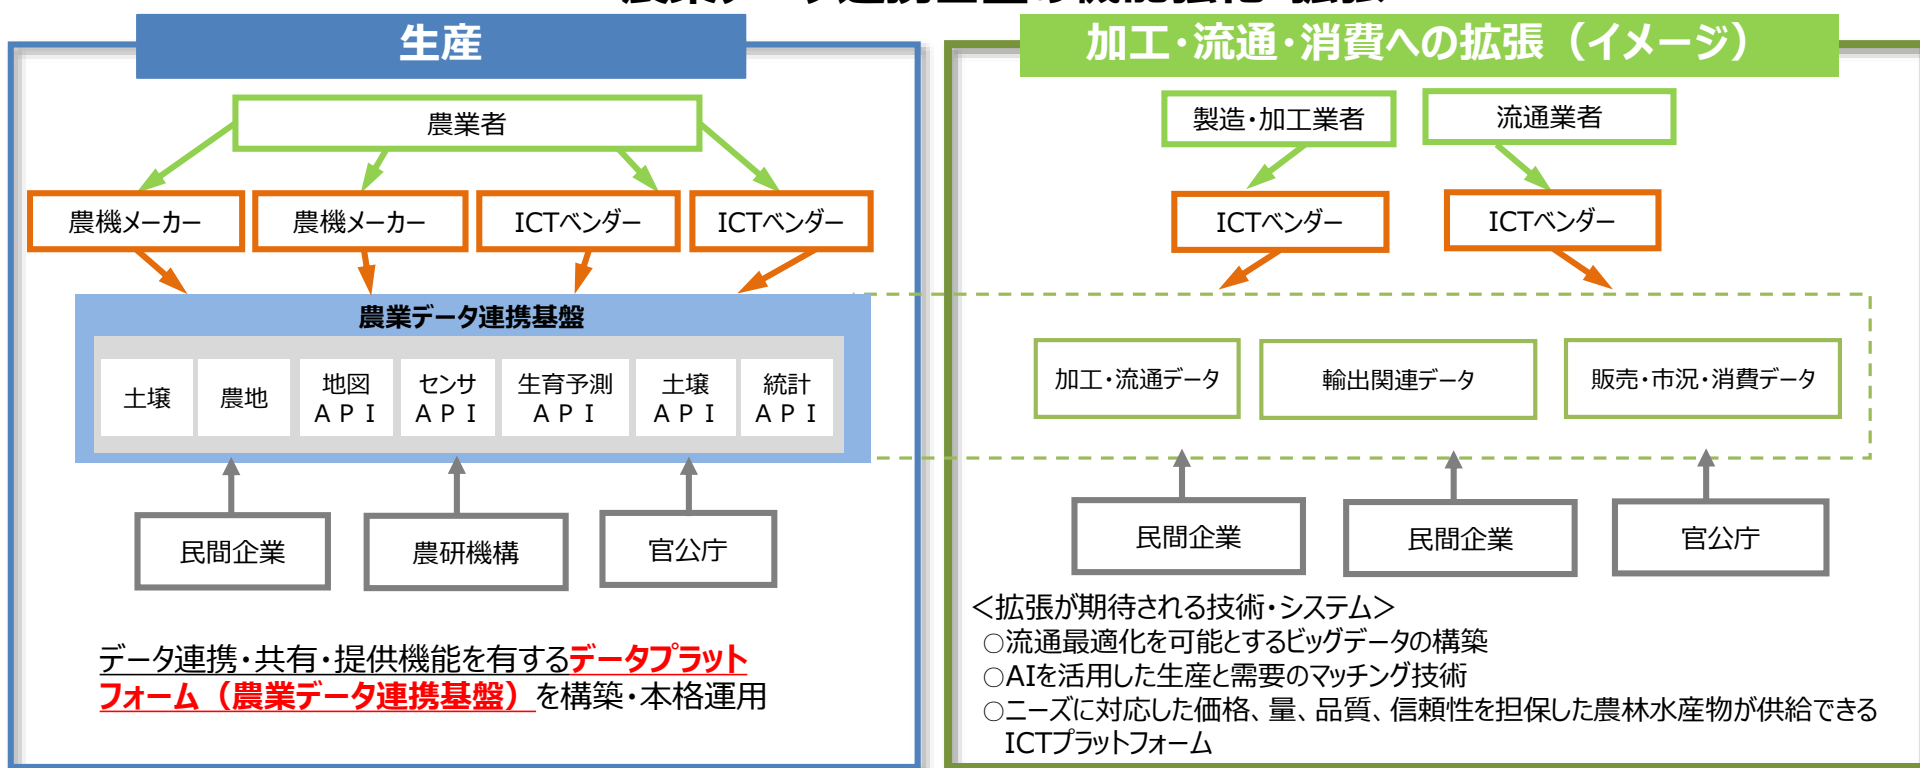 生産
農業者
農機メーカー
農機メーカー
ICTベンダー
ICTベンダー
農業データ連携基盤
土壌
農地
地図
ＡＰＩ
センサ
ＡＰＩ
生育予測
ＡＰＩ
土壌
ＡＰＩ
統計
ＡＰＩ
民間企業
農研機構
官公庁
データ連携・共有・提供機能を有するデータプラット
フォーム（農業データ連携基盤）を構築・本格運用
加工・流通・消費への拡張（イメージ）
製造・加工業者
流通業者
ICTベンダー
ICTベンダー
加工・流通データ
輸出関連データ
販売・市況・消費データ
民間企業
民間企業
官公庁
＜拡張が期待される技術・システム＞
○流通最適化を可能とするビッグデータの構築
○AIを活用した生産と需要のマッチング技術
○ニーズに対応した価格、量、品質、信頼性を担保した農林水産物が供給できる
ICTプラットフォーム